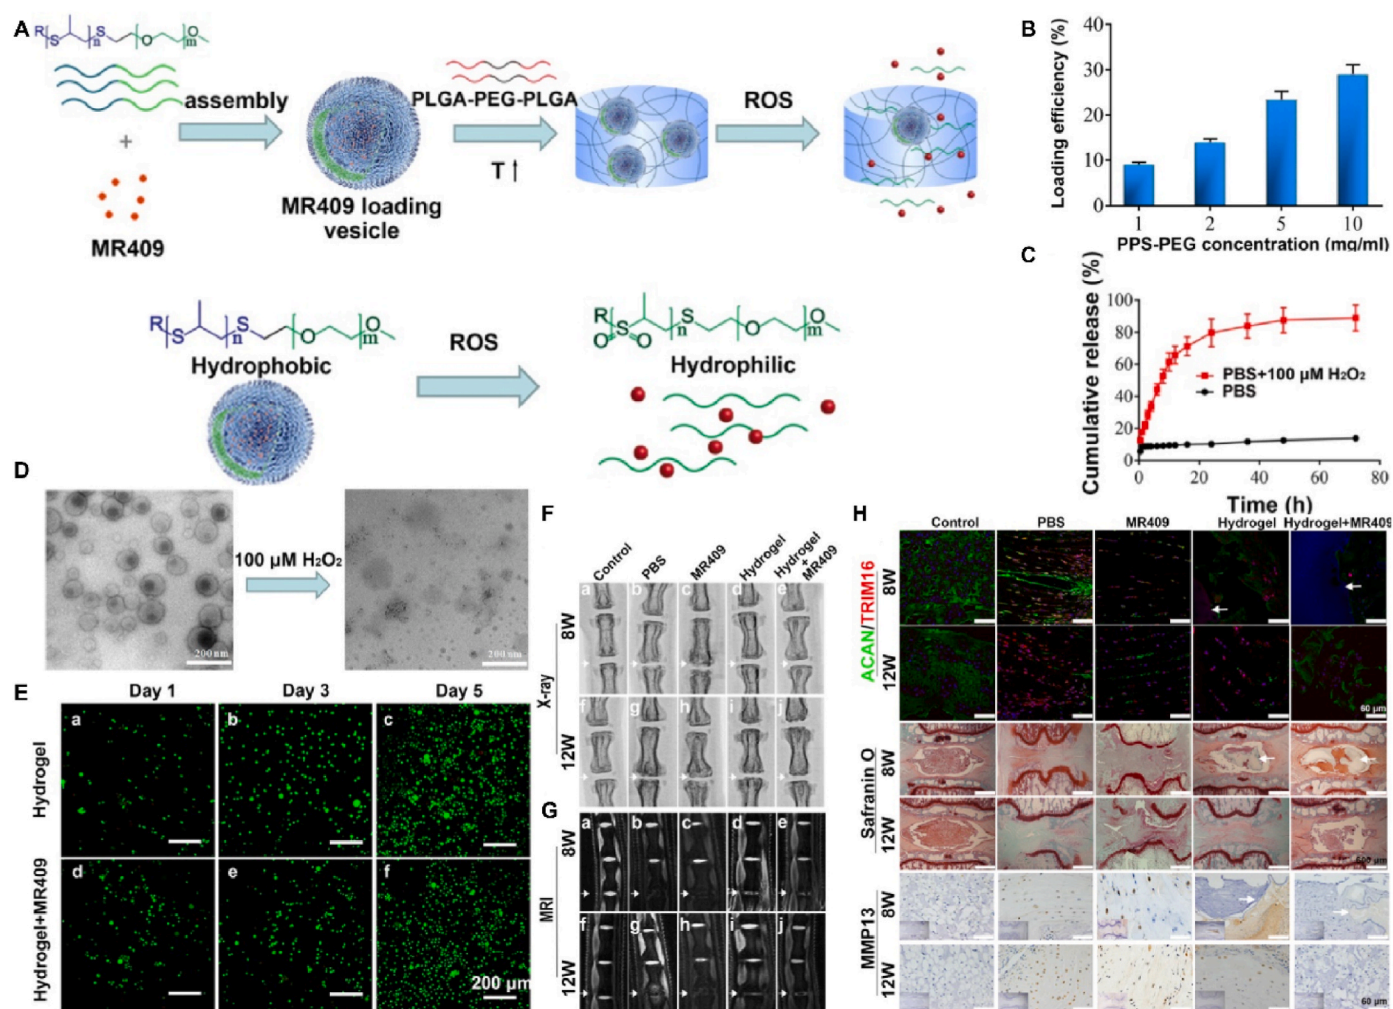 A
R
S
n
S
O
m
O
assembly
PLGA-PEG-PLGA
ROS
T ↑
+
MR409
MR409 loading
vesicle
R
S
n
S
O
m
O
Hydrophobic
ROS
R
S
O
O
n
S
O
m
O
Hydrophilic
B
Loading efficiency (%)
40
30
20
10
0
1 2 5 10
PPS-PEG concentration (mg/ml)
C
Cumulative release (%)
100
80
60
40
20
0
PBS+100 μM H₂O₂
PBS
0 20 40 60 80
Time (h)
D
100 μM H₂O₂
200 nm
200 nm
E
Day 1 Day 3 Day 5
Hydrogel
a b c
Hydrogel+MR409
d e f
200 μm
F
Control PBS MR409 Hydrogel Hydrogel + MR409
X-ray
8W
a b c d e
12W
f g h i j
G
MRI
8W
a b c d e
12W
f g h i j
H
Control PBS MR409 Hydrogel Hydrogel+MR409
ACAN/TRIM16
8W
12W
60 μm
Safranin O
8W
12W
600 μm
MMP13
8W
12W
60 μm